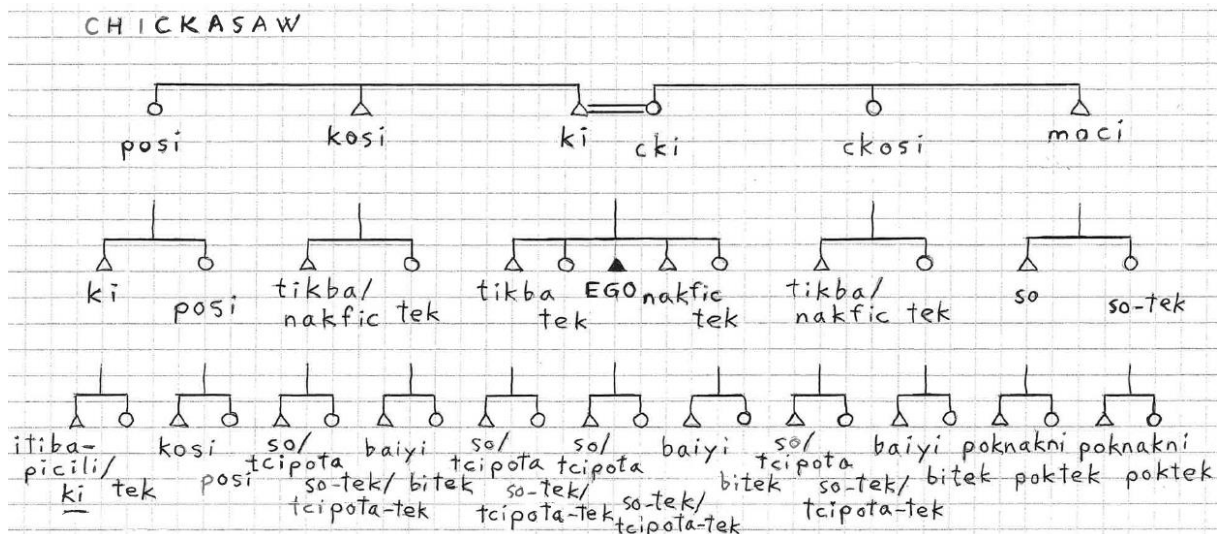 CHICKASAW
posi kosi ki cki ckosi moci
ki tikba/ tikba EGO nakfic tikba/ so so-tek
posi nakfic tek tek tek nakfic tek
itiba- kosi so/ baiyi so/ so/ baiyi so/ baiyi poknakni poknakni
picili/ tek posi tcipota bitek tcipota tcipota bitek tcipota bitek poktek poktek
ki so-tek/ so-tek/ so-tek/ so-tek/
tcipota-tek tcipota-tek tcipota-tek tcipota-tek